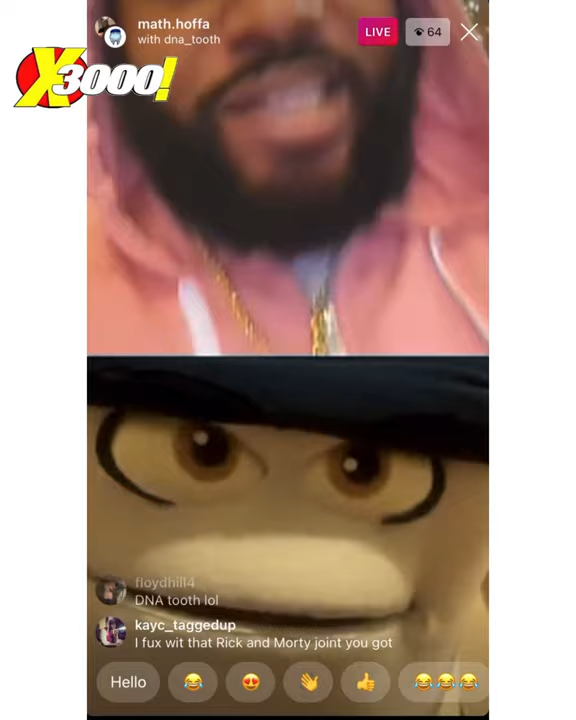 math.hoffa
with dna_tooth
LIVE
64
X3000!
floydhill4
DNA tooth lol
kayc_taggedup
I fux wit that Rick and Morty joint you got
Hello